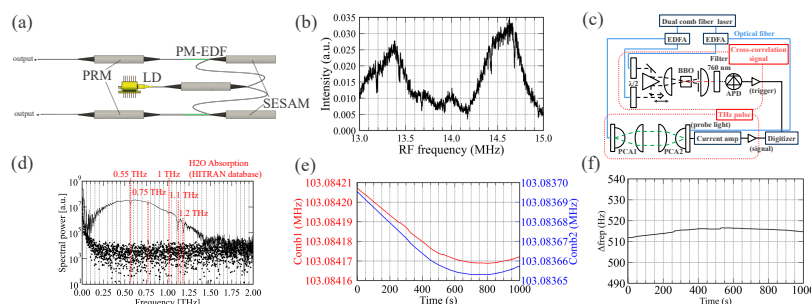 (a)
output
PM-EDF
LD
PRM
SESAM
output
(b)
Intensity (a.u.)
0.035
0.030
0.025
0.020
0.015
0.010
0.005
0.000
13.0
13.5
14.0
14.5
15.0
RF frequency (MHz)
(c)
Dual comb fiber laser
Optical fiber
EDFA
EDFA
Cross-correlation
signal
Filter
760 nm
BBO
λ/2
APD
(trigger)
THz pulse
(probe light)
PCA1
PCA2
Current amp
(signal)
Digitizer
(d)
H2O Absorption
(HITRAN database)
0.55 THz
1 THz
0.75 THz
1.1 THz
1.2 THz
Spectral power [a.u.]
0.00
0.25
0.50
0.75
1.00
1.25
1.50
1.75
2.00
Frequency [THz]
(e)
Comb1 (MHz)
103.08421
103.08420
103.08419
103.08418
103.08417
103.08416
103.08370
103.08369
103.08368
103.08367
103.08366
103.08365
Comb2 (MHz)
0
200
400
600
800
1000
Time (s)
(f)
Δfrep (Hz)
540
530
520
510
500
490
0
200
400
600
800
1000
Time (s)